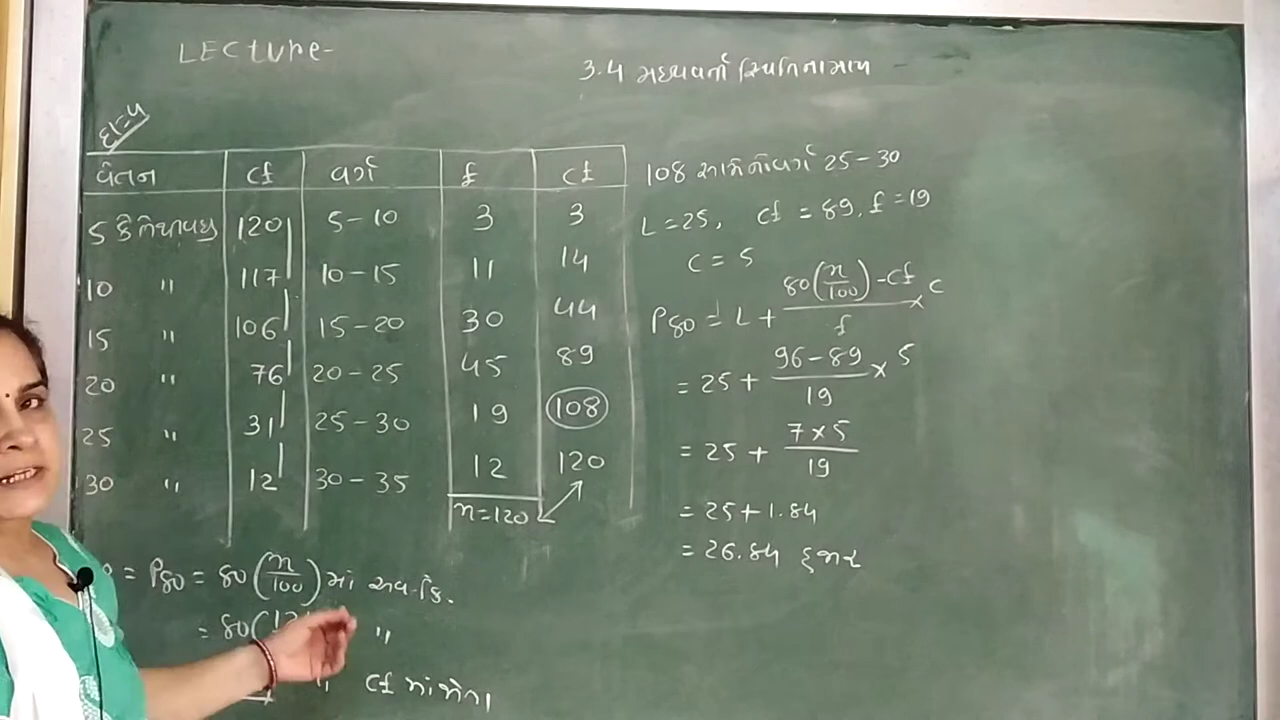 LECTURE-
3.4 મધ્યવર્તી સ્થિતિનામાપ
દા=૫
વેતન cf વર્ગ f cf
5 કે તેથી વધુ 120 5-10 3 3
10 " 117 10-15 11 14
15 " 106 15-20 30 44
20 " 76 20-25 45 89
25 " 31 25-30 19 108
30 " 12 30-35 12 120
n=120
= P80 = 80(n/100) માં અવ. કિં.
= 80( "
" cf માં
108 સામેનો વર્ગ 25-30
L=25, cf = 89, f=19
C = 5
P80 = L + 80(n/100)-cf / f × C
= 25 + 96-89 / 19 × 5
= 25 + 7×5 / 19
= 25+1.84
= 26.84 હજાર